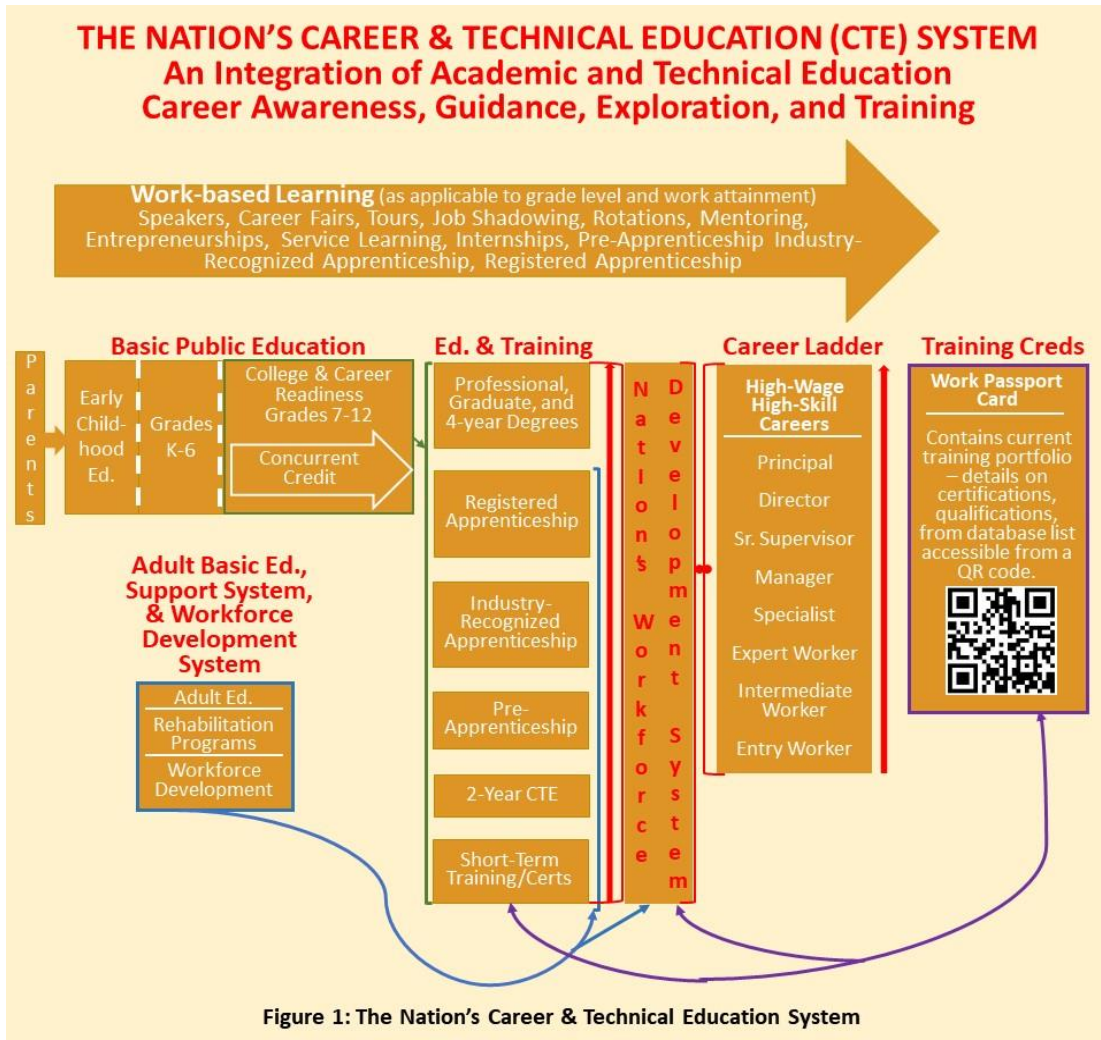 THE NATION'S CAREER & TECHNICAL EDUCATION (CTE) SYSTEM
An Integration of Academic and Technical Education
Career Awareness, Guidance, Exploration, and Training
Work-based Learning (as applicable to grade level and work attainment)
Speakers, Career Fairs, Tours, Job Shadowing, Rotations, Mentoring,
Entrepreneurships, Service Learning, Internships, Pre-Apprenticeship Industry-
Recognized Apprenticeship, Registered Apprenticeship
Parents
Basic Public Education
Early
Child-
hood
Ed.
Grades
K-6
College & Career
Readiness
Grades 7-12
Concurrent
Credit
Adult Basic Ed.,
Support System,
& Workforce
Development
System
Adult Ed.
Rehabilitation
Programs
Workforce
Development
Ed. & Training
Professional,
Graduate, and
4-year Degrees
Registered
Apprenticeship
Industry-
Recognized
Apprenticeship
Pre-
Apprenticeship
2-Year CTE
Short-Term
Training/Certs
Nation's Workforce
Development System
Career Ladder
High-Wage
High-Skill
Careers
Principal
Director
Sr. Supervisor
Manager
Specialist
Expert Worker
Intermediate
Worker
Entry Worker
Training Creds
Work Passport
Card
Contains current
training portfolio
– details on
certifications,
qualifications,
from database list
accessible from a
QR code.
Figure 1: The Nation's Career & Technical Education System